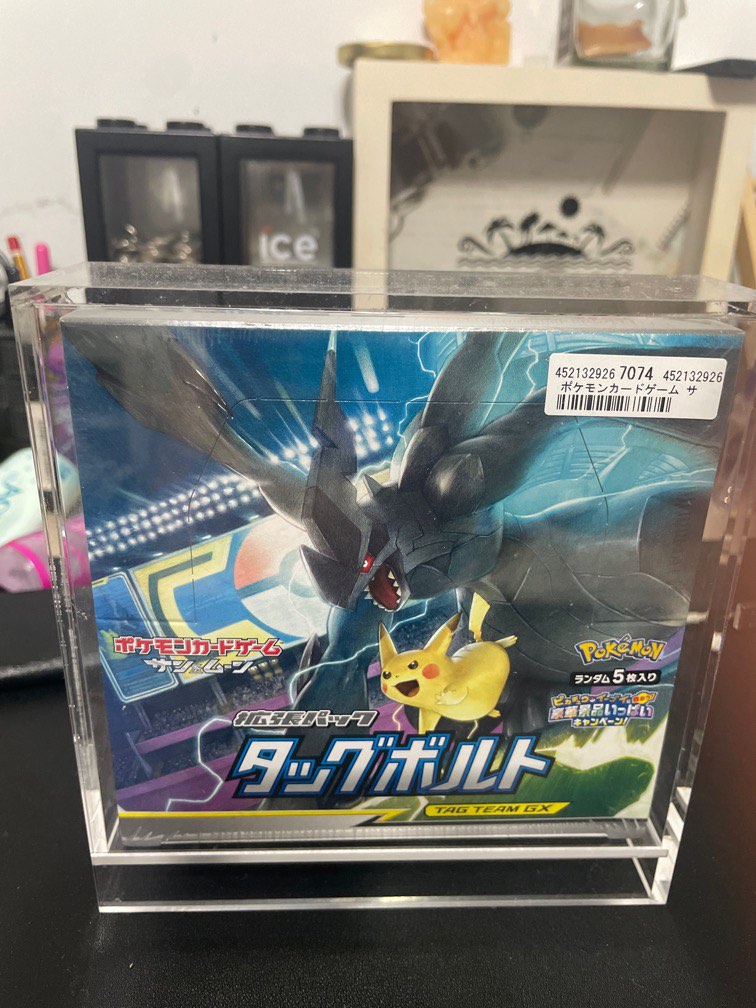 ice
452132926 7074 452132926
ポケモンカードゲーム サ
ポケモンカードゲーム
サン&ムーン
POKÉMON
ランダム5枚入り
豪華景品いっぱい
キャンペーン!
拡張パック
タッグボルト
TAG TEAM GX